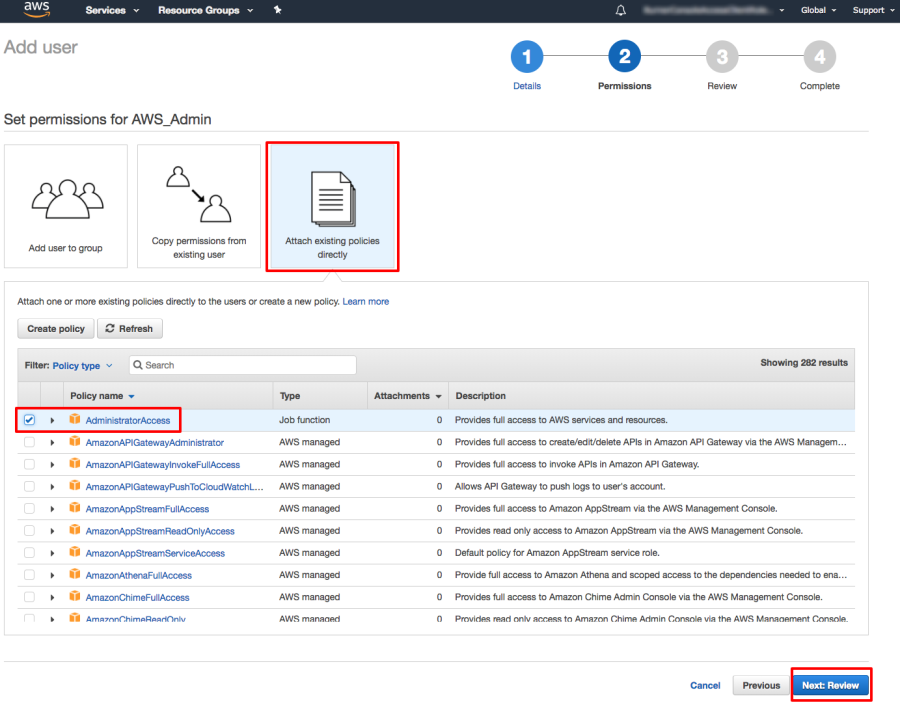 aws Services Resource Groups Global Support
Add user
1 2 3 4
Details Permissions Review Complete
Set permissions for AWS_Admin
Add user to group
Copy permissions from
existing user
Attach existing policies
directly
Attach one or more existing policies directly to the users or create a new policy. Learn more
Create policy Refresh
Filter: Policy type Search Showing 282 results
Policy name Type Attachments Description
AdministratorAccess Job function 0 Provides full access to AWS services and resources.
AmazonAPIGatewayAdministrator AWS managed 0 Provides full access to create/edit/delete APIs in Amazon API Gateway via the AWS Managem...
AmazonAPIGatewayInvokeFullAccess AWS managed 0 Provides full access to invoke APIs in Amazon API Gateway.
AmazonAPIGatewayPushToCloudWatchL... AWS managed 0 Allows API Gateway to push logs to user's account.
AmazonAppStreamFullAccess AWS managed 0 Provides full access to Amazon AppStream via the AWS Management Console.
AmazonAppStreamReadOnlyAccess AWS managed 0 Provides read only access to Amazon AppStream via the AWS Management Console.
AmazonAppStreamServiceAccess AWS managed 0 Default policy for Amazon AppStream service role.
AmazonAthenaFullAccess AWS managed 0 Provide full access to Amazon Athena and scoped access to the dependencies needed to ena...
AmazonChimeFullAccess AWS managed 0 Provides full access to Amazon Chime Admin Console via the AWS Management Console.
AmazonChimeReadOnly AWS managed 0 Provides read only access to Amazon Chime Admin Console via the AWS Management Console.
Cancel Previous Next: Review